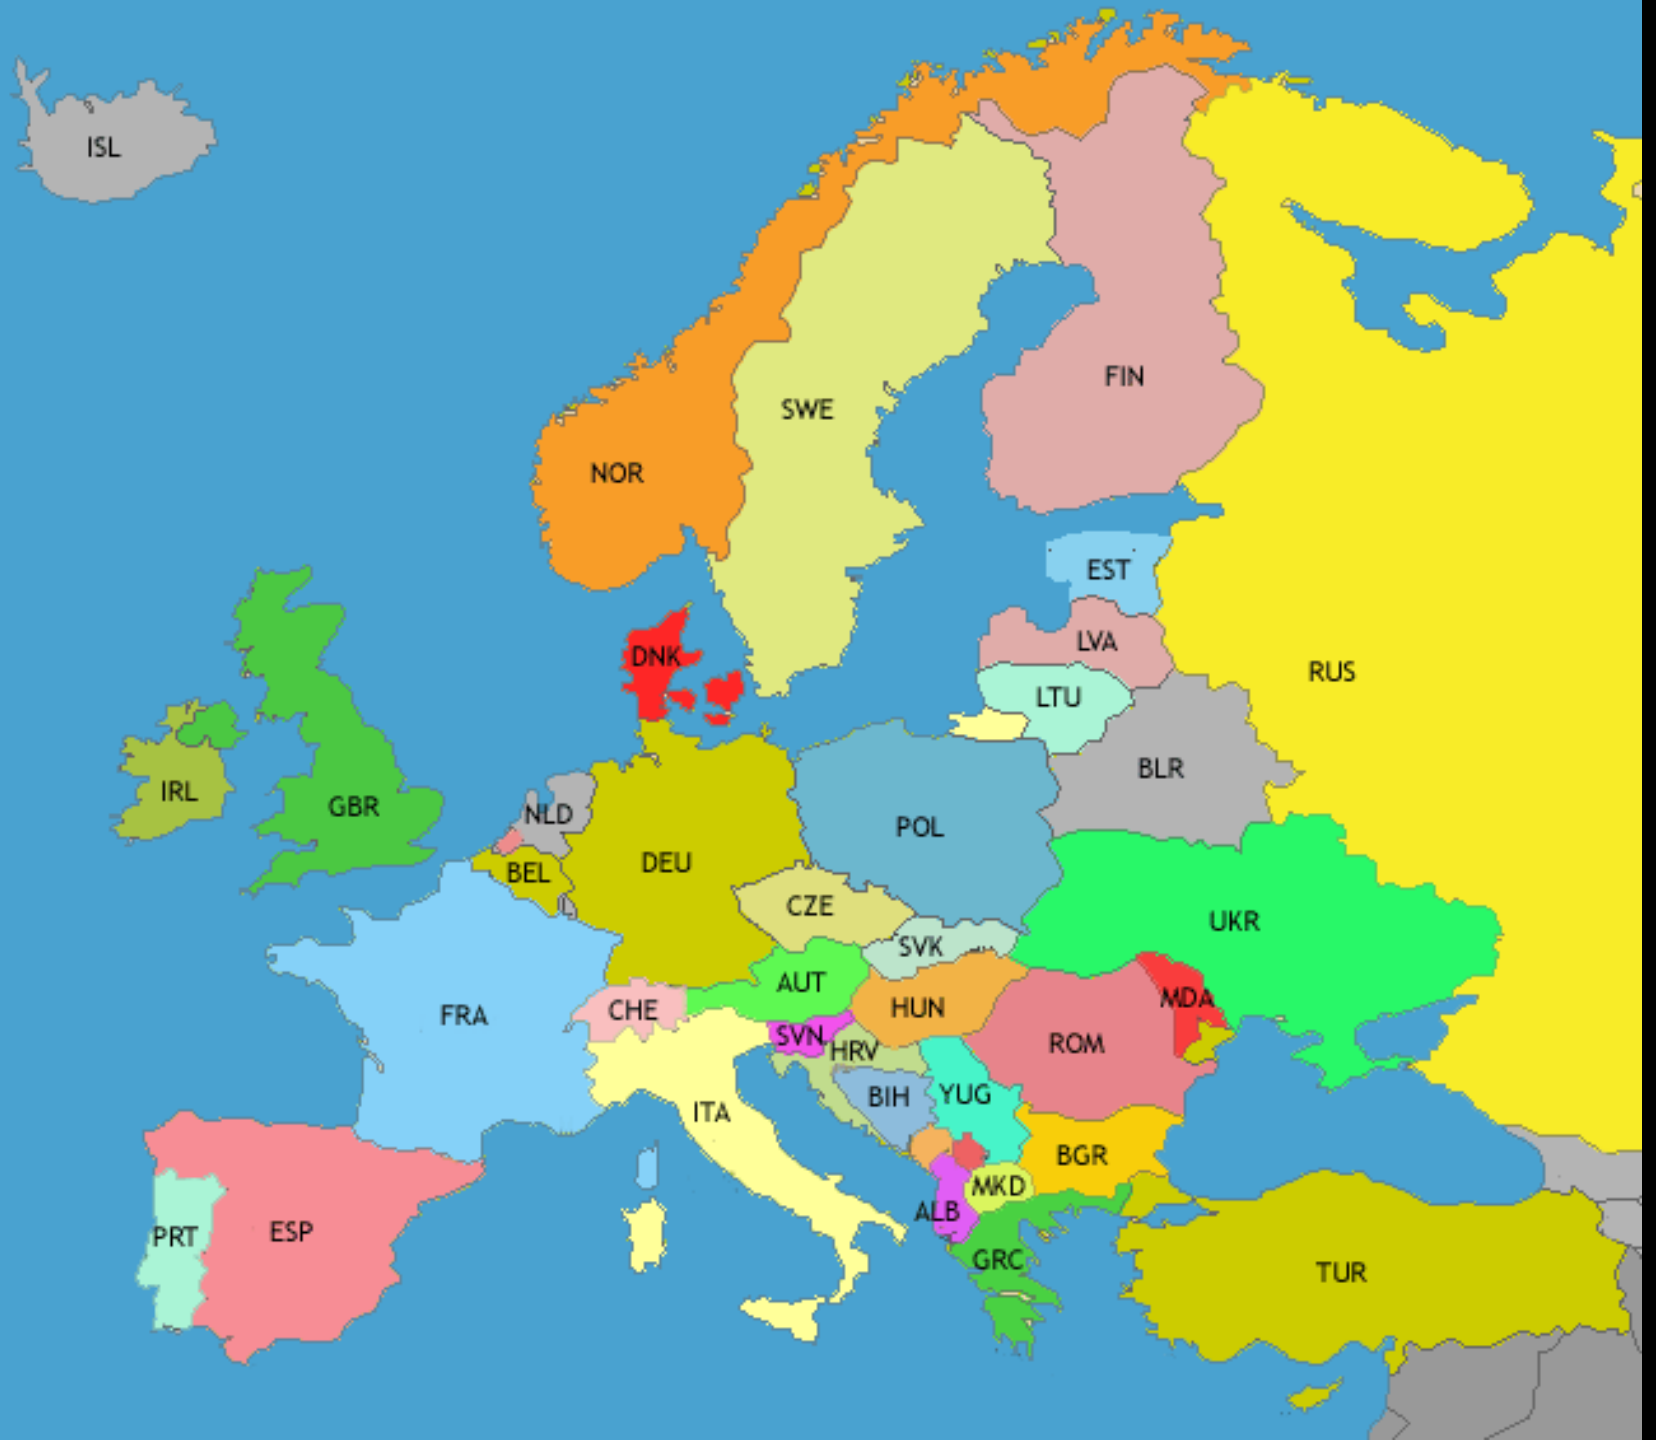 ISL
FIN
SWE
NOR
EST
LVA
DNK
RUS
LTU
BLR
IRL
GBR
NLD
POL
DEU
BEL
CZE
L
UKR
SVK
AUT
MDA
HUN
CHE
FRA
SVN
ROM
HRV
YUG
BIH
ITA
BGR
MKD
ALB
ESP
PRT
GRC
TUR